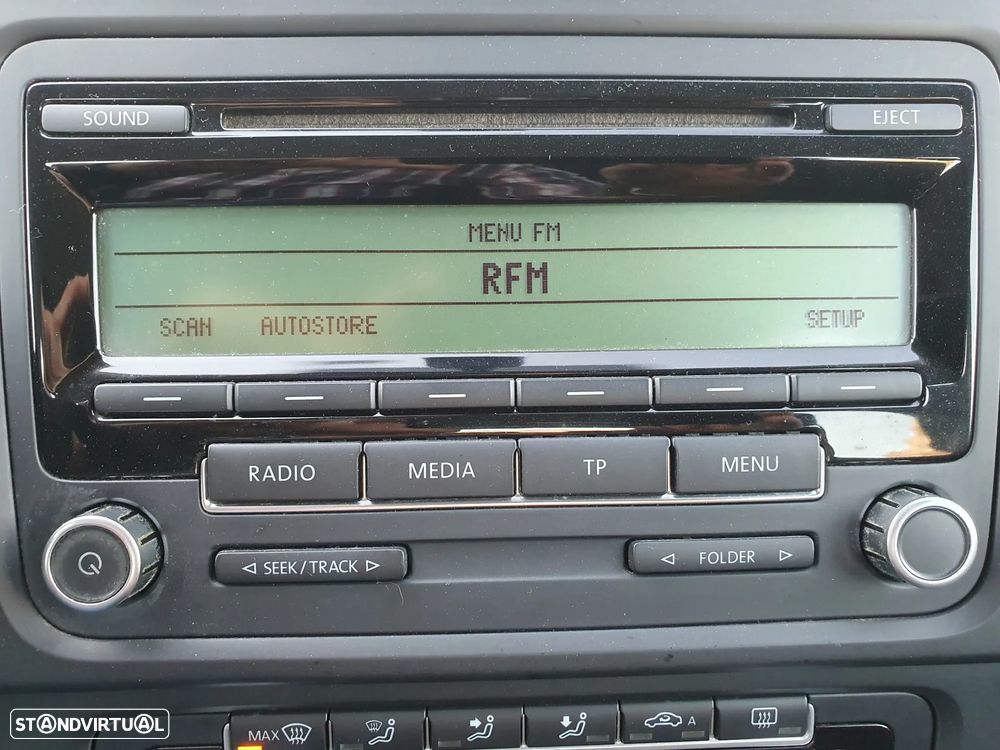 SOUND EJECT
MENU FM
RFM
SCAN AUTOSTORE SETUP
RADIO MEDIA TP MENU
SEEK/TRACK FOLDER
MAX A
STANDVIRTUAL